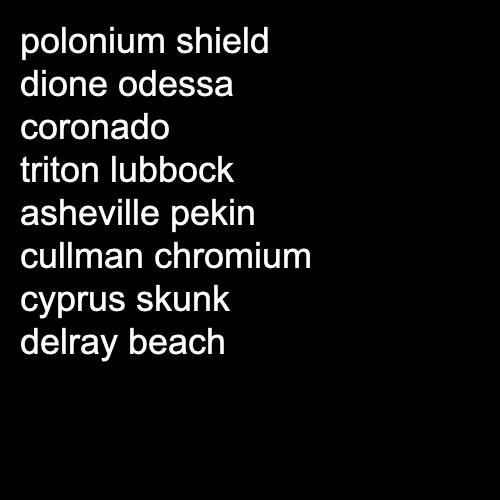 polonium shield
dione odessa
coronado
triton lubbock
asheville pekin
cullman chromium
cyprus skunk
delray beach